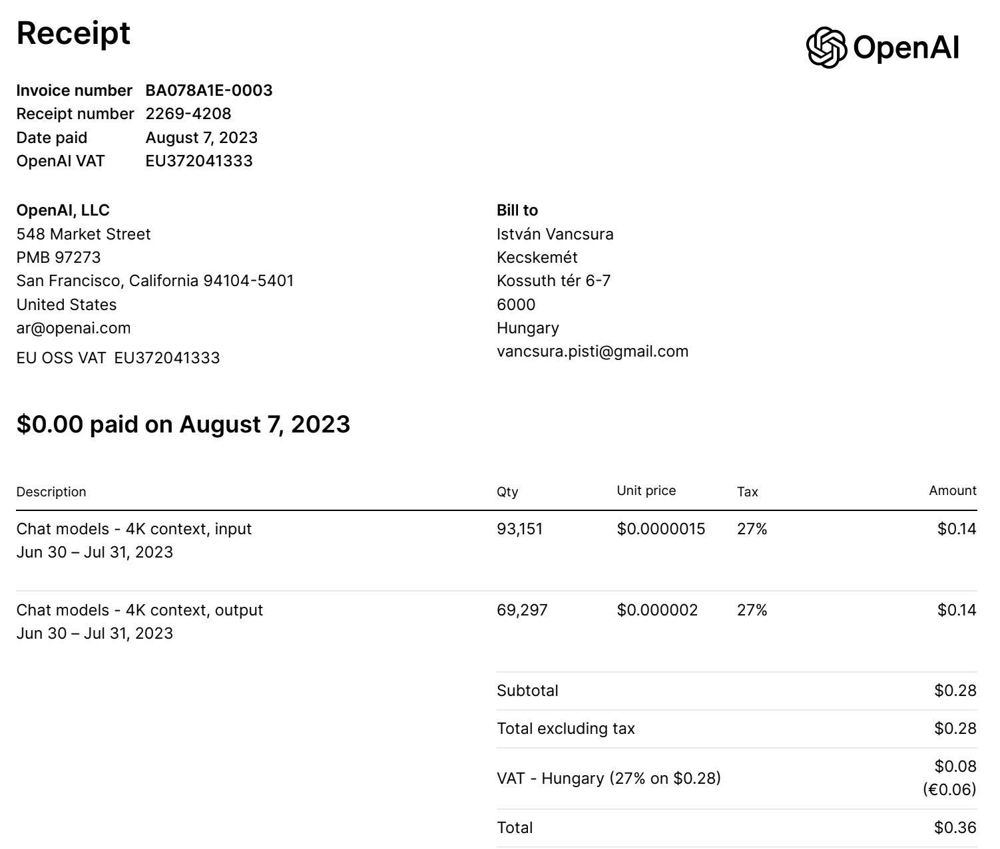 Receipt
OpenAI
Invoice number BA078A1E-0003
Receipt number 2269-4208
Date paid August 7, 2023
OpenAI VAT EU372041333
OpenAI, LLC
548 Market Street
PMB 97273
San Francisco, California 94104-5401
United States
ar@openai.com
EU OSS VAT EU372041333
Bill to
István Vancsura
Kecskemét
Kossuth tér 6-7
6000
Hungary
vancsura.pisti@gmail.com
$0.00 paid on August 7, 2023
Description Qty Unit price Tax Amount
Chat models - 4K context, input 93,151 $0.0000015 27% $0.14
Jun 30 – Jul 31, 2023
Chat models - 4K context, output 69,297 $0.000002 27% $0.14
Jun 30 – Jul 31, 2023
Subtotal $0.28
Total excluding tax $0.28
VAT - Hungary (27% on $0.28) $0.08
(€0.06)
Total $0.36